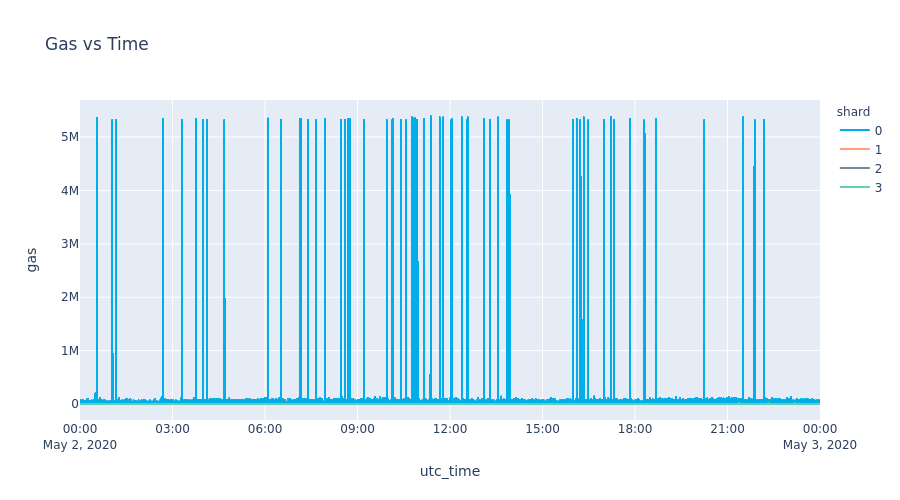 Gas vs Time
shard
0
1
2
3
5M
4M
3M
2M
1M
0
gas
00:00 03:00 06:00 09:00 12:00 15:00 18:00 21:00 00:00
May 2, 2020 May 3, 2020
utc_time